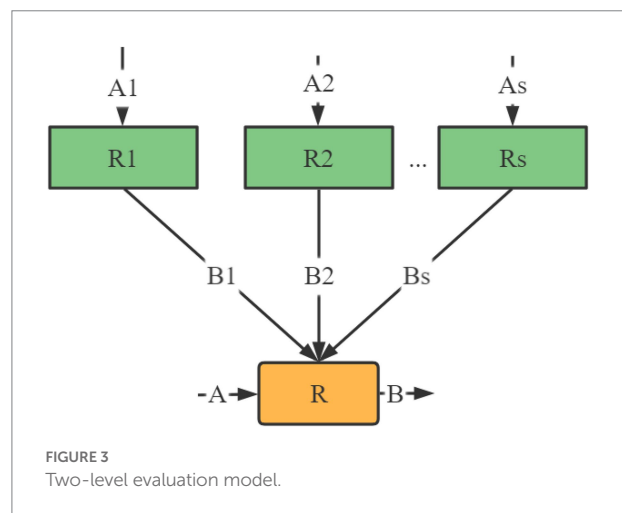 A1 A2 As
R1 R2 ... Rs
B1 B2 Bs
A R B
FIGURE 3
Two-level evaluation model.